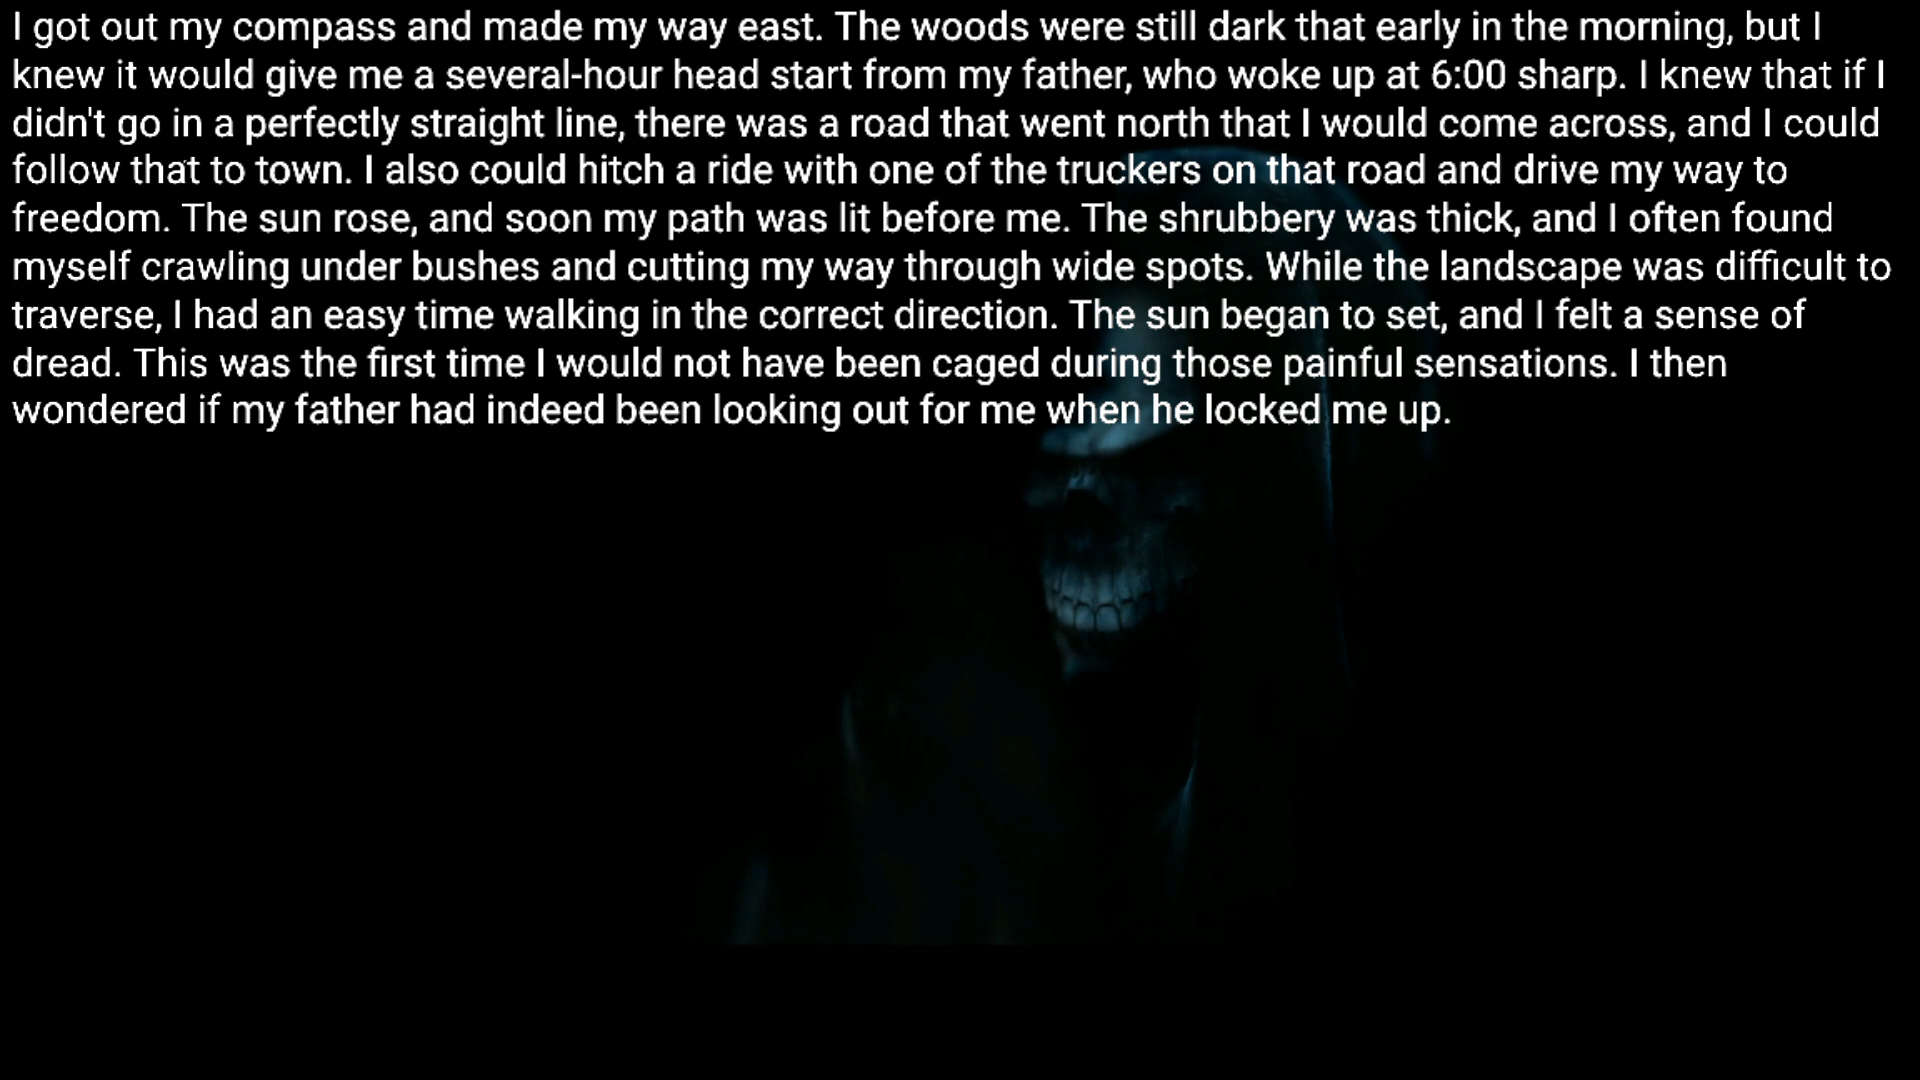 I got out my compass and made my way east. The woods were still dark that early in the morning, but I
knew it would give me a several-hour head start from my father, who woke up at 6:00 sharp. I knew that if I
didn't go in a perfectly straight line, there was a road that went north that I would come across, and I could
follow that to town. I also could hitch a ride with one of the truckers on that road and drive my way to
freedom. The sun rose, and soon my path was lit before me. The shrubbery was thick, and I often found
myself crawling under bushes and cutting my way through wide spots. While the landscape was difficult to
traverse, I had an easy time walking in the correct direction. The sun began to set, and I felt a sense of
dread. This was the first time I would not have been caged during those painful sensations. I then
wondered if my father had indeed been looking out for me when he locked me up.